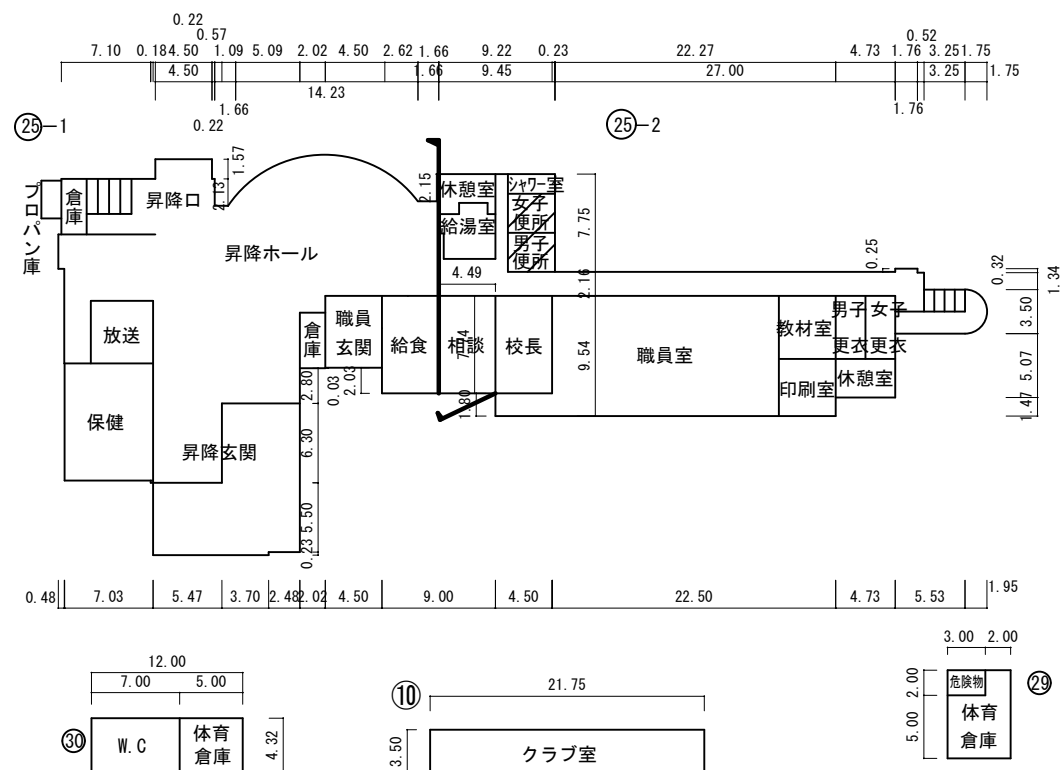 0.22
0.57
0.52
7.10 0.18 4.50 1.09 5.09 2.02 4.50 2.62 1.66 9.22 0.23 22.27 4.73 1.76 3.25 1.75
4.50 1.66 9.45 27.00 3.25 1.75
14.23
1.66 1.76
0.22
㉕-1
㉕-2
1.57
2.13
2.15
プロパン庫
倉庫
昇降口
昇降ホール
休憩室
給湯室
シャワー室
女子
便所
男子
便所
7.75
4.49
2.16
0.25
0.32
1.34
3.50
5.07
1.47
放送
保健
昇降玄関
倉庫
職員
玄関
給食
相談
7.74
校長
9.54
職員室
教材室
印刷室
男子
更衣
女子
更衣
休憩室
2.80
0.03
2.03
1.80
6.30
5.50
0.23
0.48 7.03 5.47 3.70 2.48 2.02 4.50 9.00 4.50 22.50 4.73 5.53 1.95
12.00
7.00 5.00
㉚
W.C
体育
倉庫
4.32
⑩
21.75
3.50
クラブ室
3.00 2.00
2.00
5.00
危険物
体育
倉庫
㉙